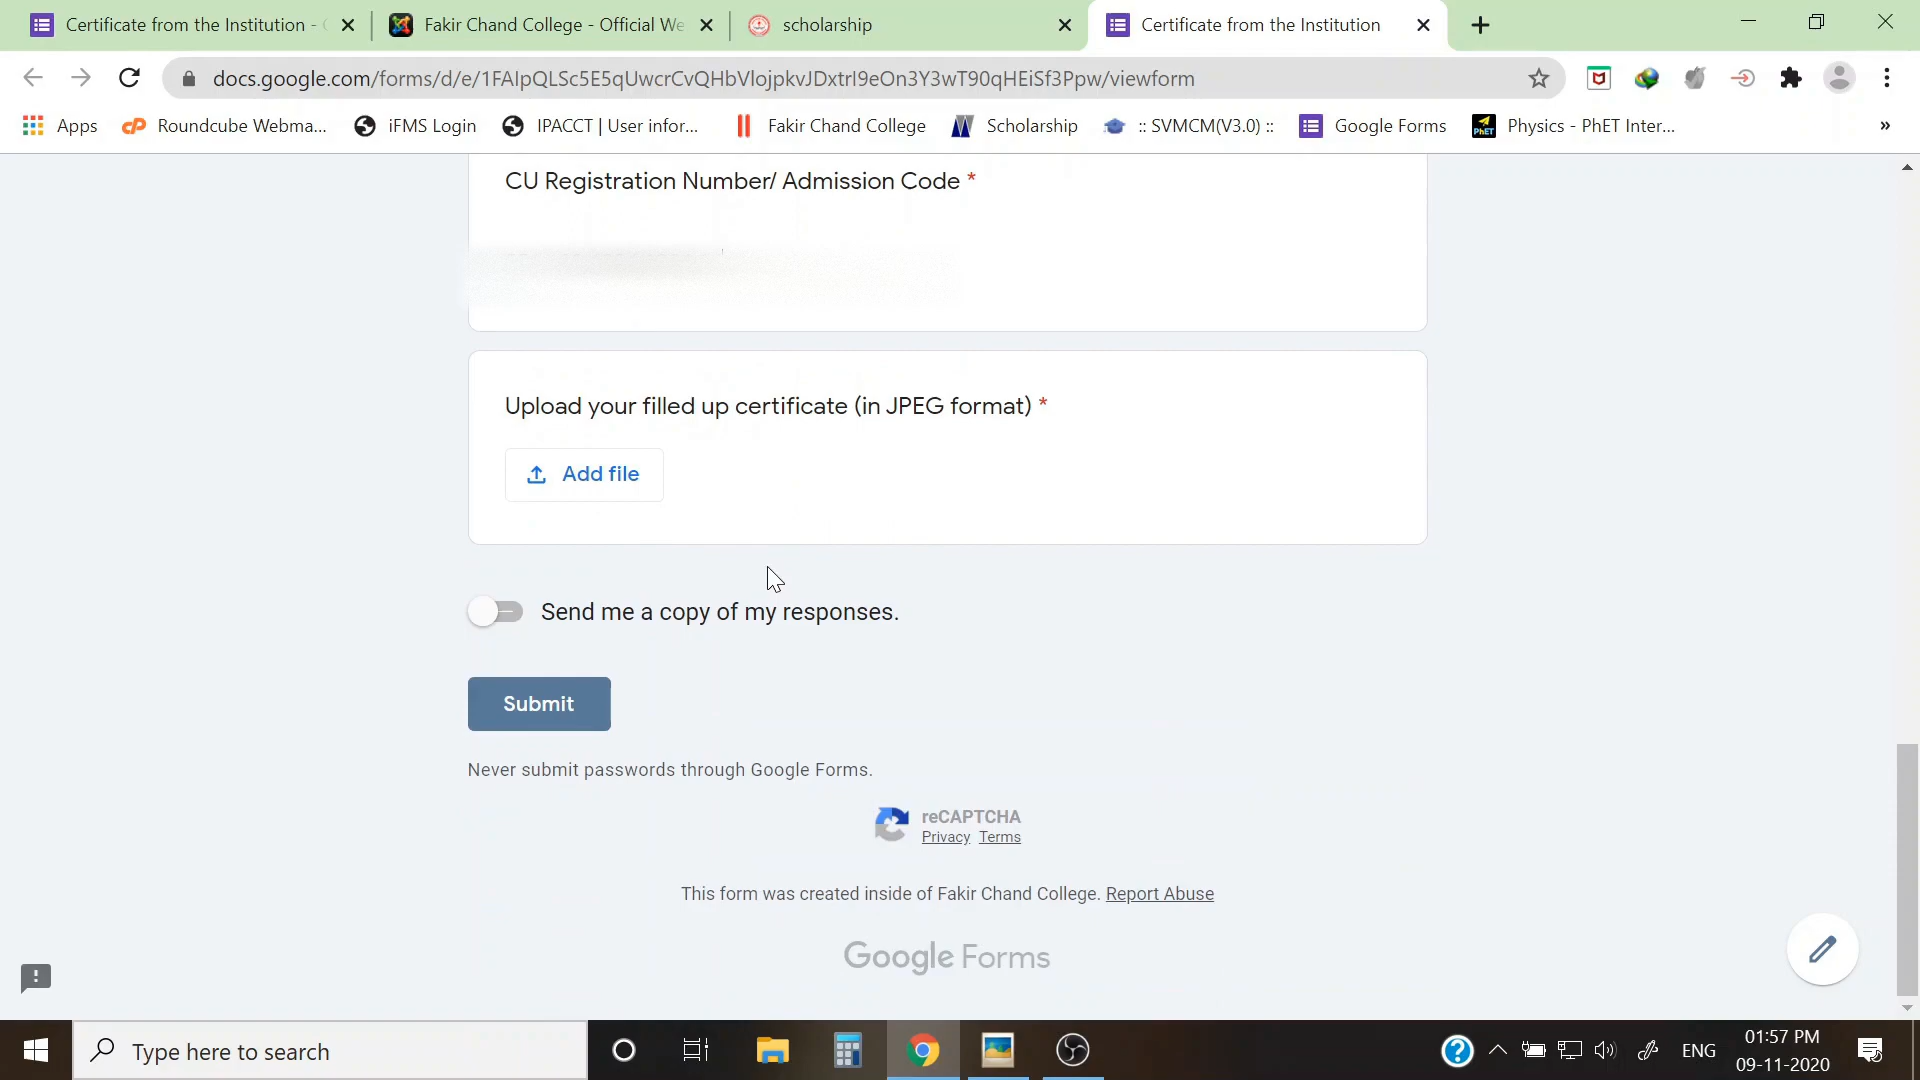 Certificate from the Institution -
Fakir Chand College - Official We
scholarship
Certificate from the Institution
docs.google.com/forms/d/e/1FAIpQLSc5E5qUwcrCvQHbVlojpkvJDxtrI9eOn3Y3wT90qHEiSf3Ppw/viewform
Apps
Roundcube Webma...
iFMS Login
IPACCT | User infor...
Fakir Chand College
Scholarship
:: SVMCM(V3.0) ::
Google Forms
Physics - PhET Inter...
»
CU Registration Number/ Admission Code *
Upload your filled up certificate (in JPEG format) *
Add file
Send me a copy of my responses.
Submit
Never submit passwords through Google Forms.
reCAPTCHA
Privacy Terms
This form was created inside of Fakir Chand College. Report Abuse
Google Forms
Type here to search
ENG
01:57 PM
09-11-2020